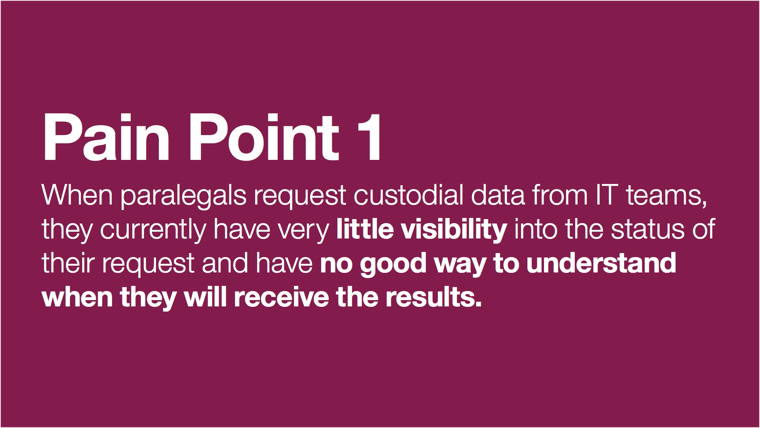 Pain Point 1
When paralegals request custodial data from IT teams,
they currently have very little visibility into the status of
their request and have no good way to understand
when they will receive the results.